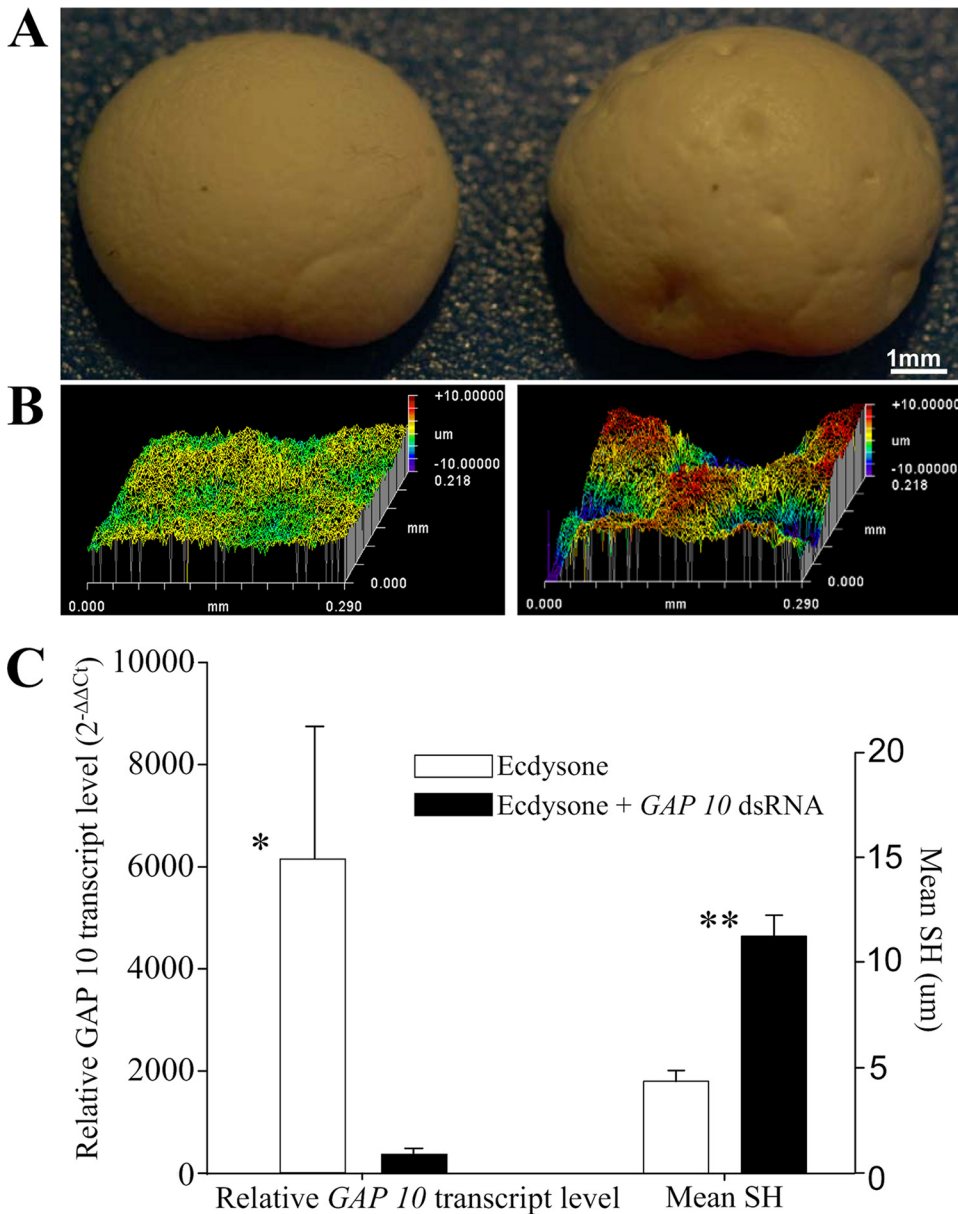 A
1mm
B
+10.00000
um
-10.00000
0.218
mm
0.000
0.000
mm
0.290
+10.00000
um
-10.00000
0.218
mm
0.000
0.000
mm
0.290
C
Relative GAP 10 transcript level (2-ΔΔCt)
10000
8000
6000
4000
2000
0
*
Ecdysone
Ecdysone + GAP 10 dsRNA
**
20
15
10
5
0
Mean SH (um)
Relative GAP 10 transcript level
Mean SH